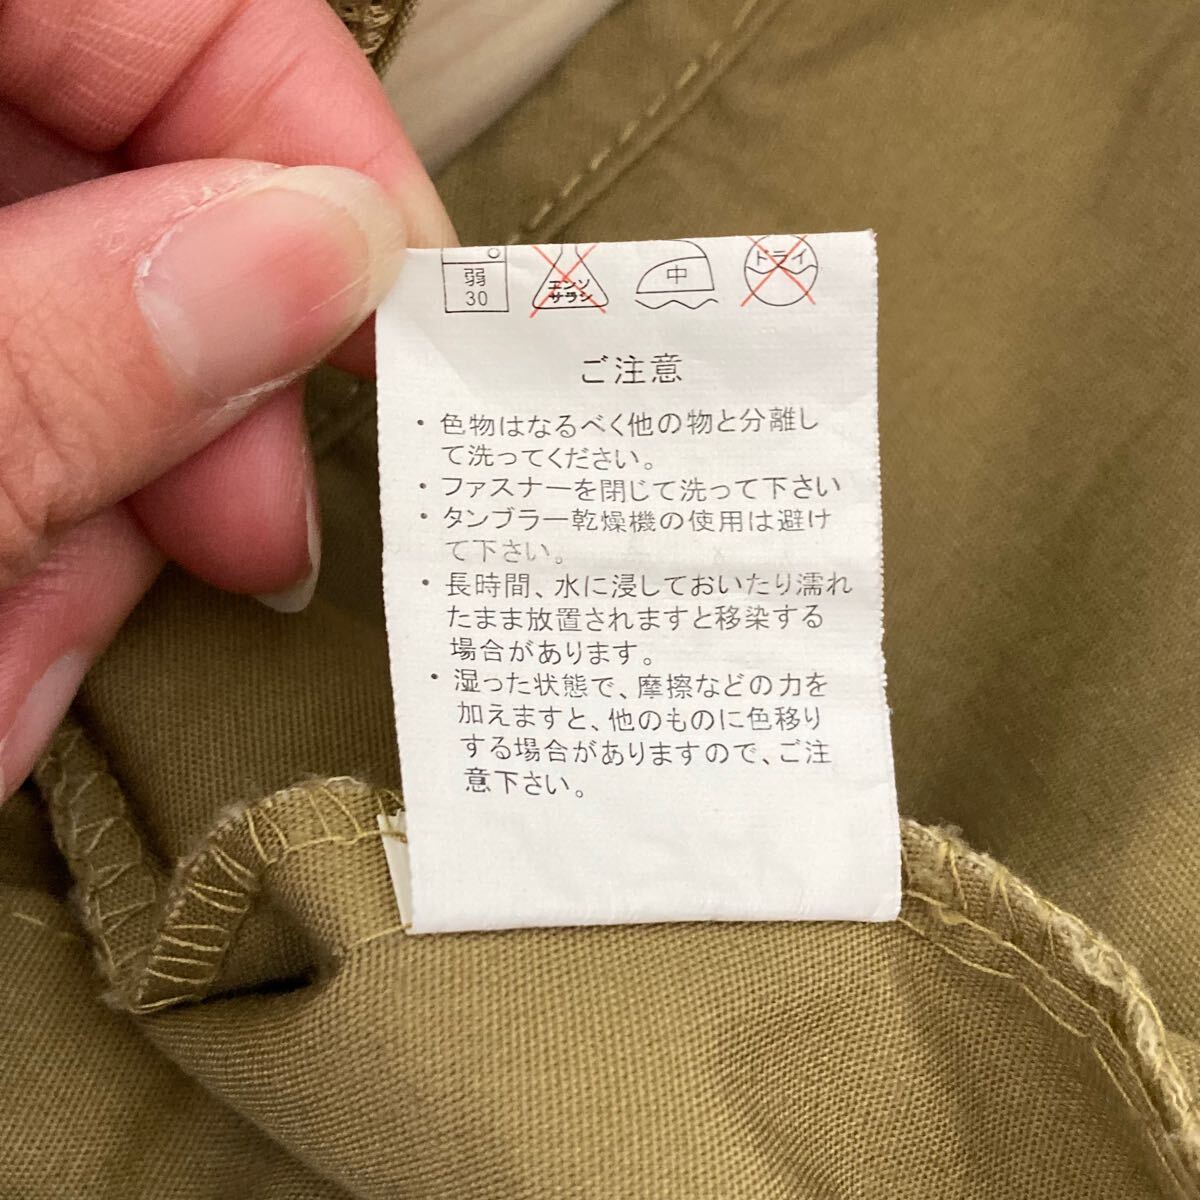 弱 エンソ 中 ドライ
30 サラシ
ご注意
・色物はなるべく他の物と分離し
て洗ってください。
・ファスナーを閉じて洗って下さい
・タンブラー乾燥機の使用は避け
て下さい。
・長時間、水に浸しておいたり濡れ
たまま放置されますと移染する
場合があります。
・湿った状態で、摩擦などの力を
加えますと、他のものに色移り
する場合がありますので、ご注
意下さい。